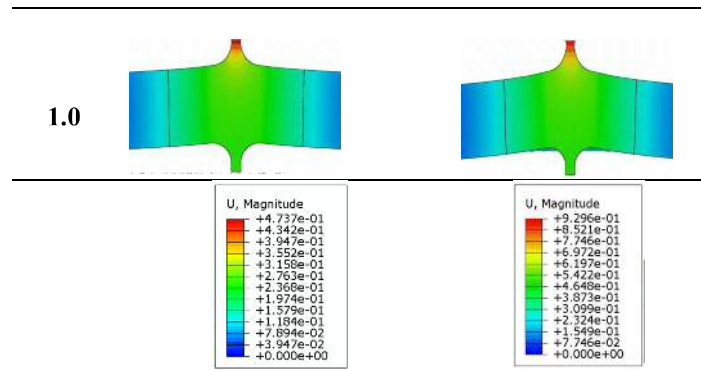 1.0
U, Magnitude
+4.737e-01
+4.342e-01
+3.947e-01
+3.552e-01
+3.158e-01
+2.763e-01
+2.368e-01
+1.974e-01
+1.579e-01
+1.184e-01
+7.894e-02
+3.947e-02
+0.000e+00
U, Magnitude
+9.296e-01
+8.521e-01
+7.746e-01
+6.972e-01
+6.197e-01
+5.422e-01
+4.648e-01
+3.873e-01
+3.099e-01
+2.324e-01
+1.549e-01
+7.746e-02
+0.000e+00